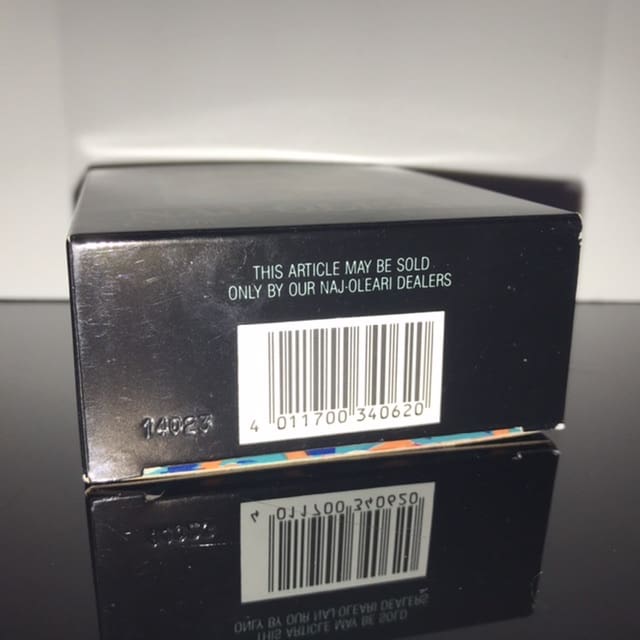 THIS ARTICLE MAY BE SOLD
ONLY BY OUR NAJ-OLEARI DEALERS
4 011700 340620
14023